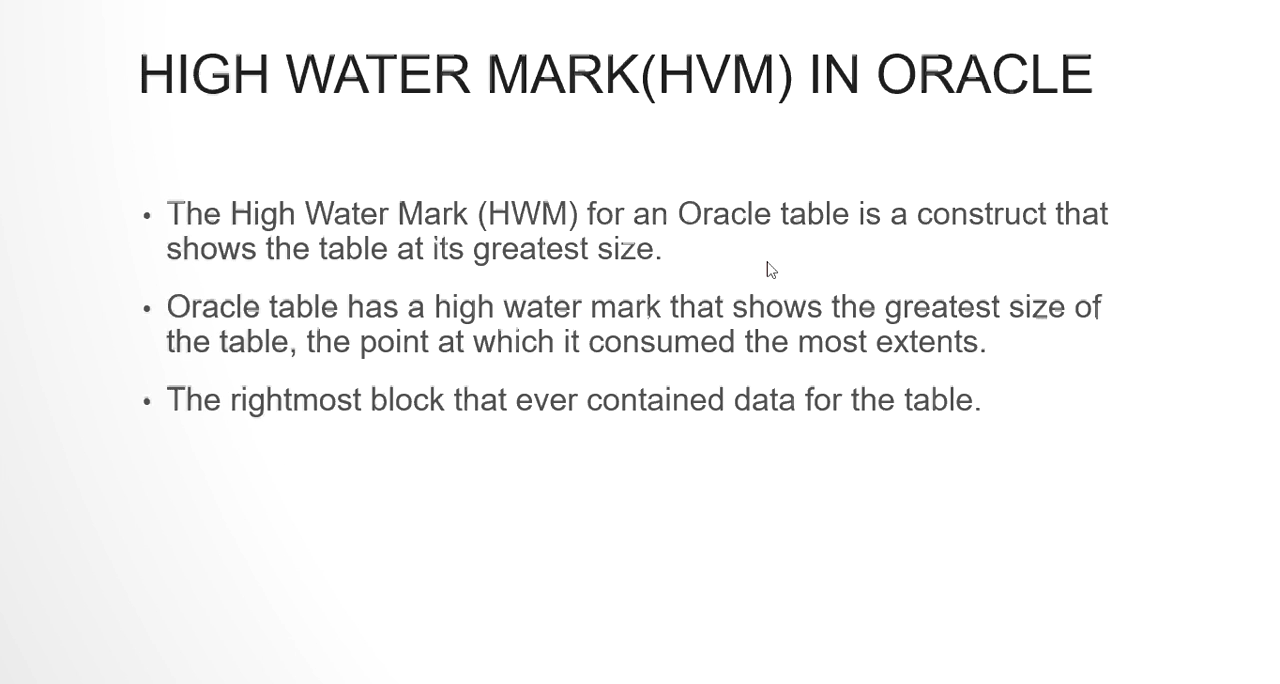 HIGH WATER MARK(HVM) IN ORACLE
• The High Water Mark (HWM) for an Oracle table is a construct that
shows the table at its greatest size.
• Oracle table has a high water mark that shows the greatest size of
the table, the point at which it consumed the most extents.
• The rightmost block that ever contained data for the table.